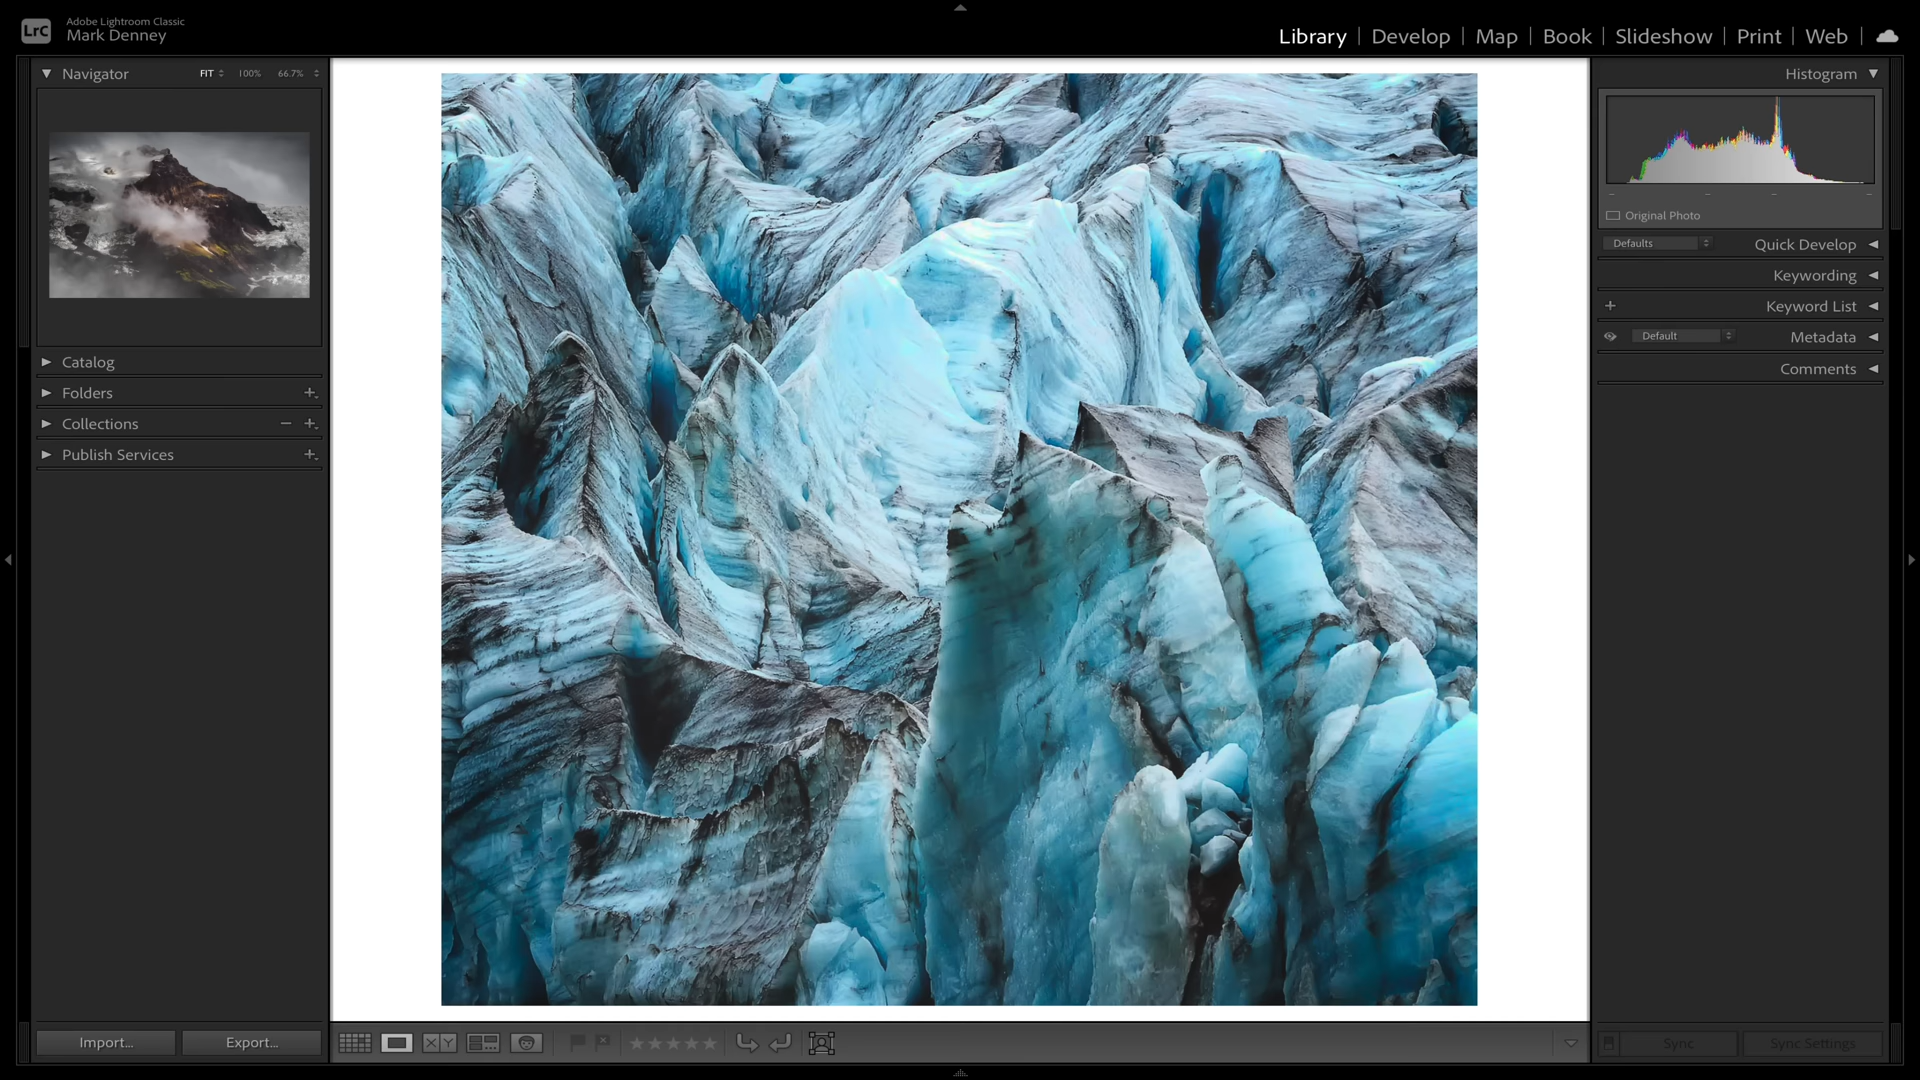 LrC
Adobe Lightroom Classic
Mark Denney
Library | Develop | Map | Book | Slideshow | Print | Web
Navigator FIT 100% 66.7%
Catalog
Folders
Collections
Publish Services
Import... Export...
Histogram
Original Photo
Defaults Quick Develop
Keywording
Keyword List
Default Metadata
Comments
X Y
Sync Sync Settings